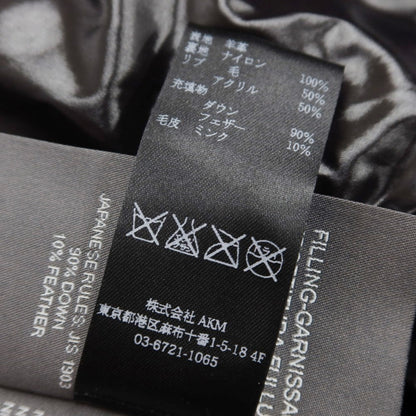 表地 羊革
裏地 ナイロン 100%
リブ 毛 50%
アクリル 50%
充填物
ダウン 90%
フェザー 10%
毛皮 ミンク
株式会社 AKM
東京都港区麻布十番1-5-18 4F
03-6721-1065
JAPANESE RULES, JIS 1903
90% DOWN
10% FEATHER
FILLING-GARNISSA